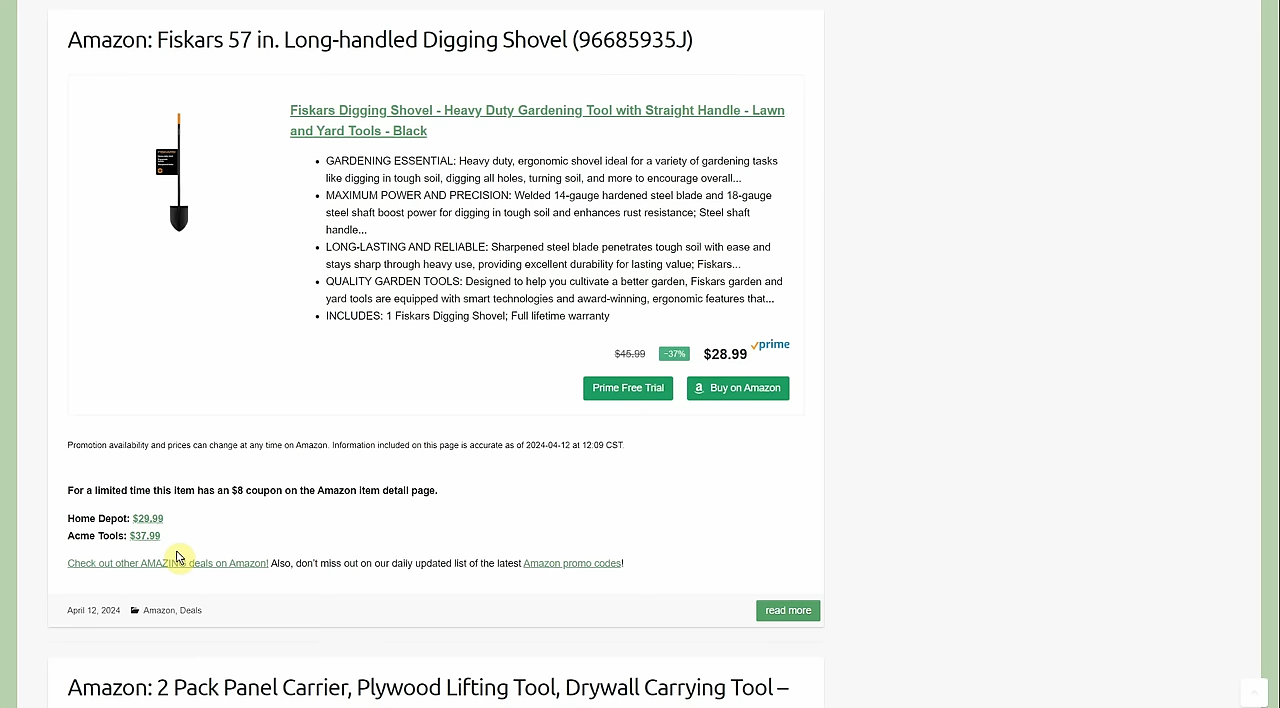 Amazon: Fiskars 57 in. Long-handled Digging Shovel (96685935J)
Fiskars Digging Shovel - Heavy Duty Gardening Tool with Straight Handle - Lawn
and Yard Tools - Black
• GARDENING ESSENTIAL: Heavy duty, ergonomic shovel ideal for a variety of gardening tasks
like digging in tough soil, digging all holes, turning soil, and more to encourage overall...
• MAXIMUM POWER AND PRECISION: Welded 14-gauge hardened steel blade and 18-gauge
steel shaft boost power for digging in tough soil and enhances rust resistance; Steel shaft
handle...
• LONG-LASTING AND RELIABLE: Sharpened steel blade penetrates tough soil with ease and
stays sharp through heavy use, providing excellent durability for lasting value; Fiskars...
• QUALITY GARDEN TOOLS: Designed to help you cultivate a better garden, Fiskars garden and
yard tools are equipped with smart technologies and award-winning, ergonomic features that...
• INCLUDES: 1 Fiskars Digging Shovel; Full lifetime warranty
$45.99 −37% $28.99 prime
Prime Free Trial Buy on Amazon
Promotion availability and prices can change at any time on Amazon. Information included on this page is accurate as of 2024-04-12 at 12:09 CST.
For a limited time this item has an $8 coupon on the Amazon item detail page.
Home Depot: $29.99
Acme Tools: $37.99
Check out other AMAZING deals on Amazon! Also, don't miss out on our daily updated list of the latest Amazon promo codes!
April 12, 2024 Amazon, Deals read more
Amazon: 2 Pack Panel Carrier, Plywood Lifting Tool, Drywall Carrying Tool –